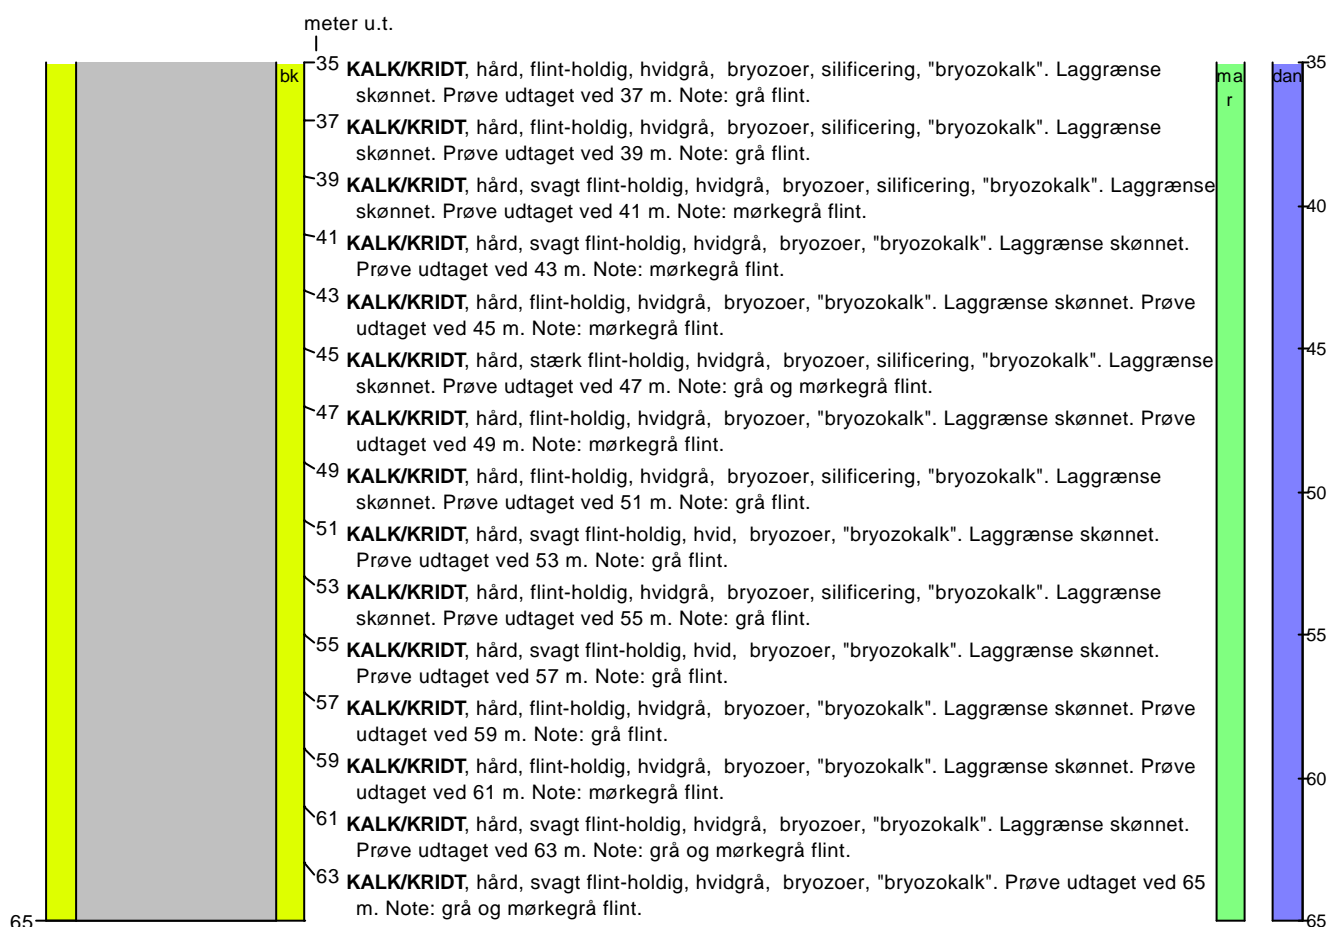 meter u.t.
bk
35 KALK/KRIDT, hård, flint-holdig, hvidgrå, bryozoer, silificering, "bryozokalk". Laggrænse
skønnet. Prøve udtaget ved 37 m. Note: grå flint.
37 KALK/KRIDT, hård, flint-holdig, hvidgrå, bryozoer, silificering, "bryozokalk". Laggrænse
skønnet. Prøve udtaget ved 39 m. Note: grå flint.
39 KALK/KRIDT, hård, svagt flint-holdig, hvidgrå, bryozoer, silificering, "bryozokalk". Laggrænse
skønnet. Prøve udtaget ved 41 m. Note: mørkegrå flint.
41 KALK/KRIDT, hård, svagt flint-holdig, hvidgrå, bryozoer, "bryozokalk". Laggrænse skønnet.
Prøve udtaget ved 43 m. Note: mørkegrå flint.
43 KALK/KRIDT, hård, flint-holdig, hvidgrå, bryozoer, "bryozokalk". Laggrænse skønnet. Prøve
udtaget ved 45 m. Note: mørkegrå flint.
45 KALK/KRIDT, hård, stærk flint-holdig, hvidgrå, bryozoer, silificering, "bryozokalk". Laggrænse
skønnet. Prøve udtaget ved 47 m. Note: grå og mørkegrå flint.
47 KALK/KRIDT, hård, flint-holdig, hvidgrå, bryozoer, "bryozokalk". Laggrænse skønnet. Prøve
udtaget ved 49 m. Note: mørkegrå flint.
49 KALK/KRIDT, hård, flint-holdig, hvidgrå, bryozoer, silificering, "bryozokalk". Laggrænse
skønnet. Prøve udtaget ved 51 m. Note: grå flint.
51 KALK/KRIDT, hård, svagt flint-holdig, hvid, bryozoer, "bryozokalk". Laggrænse skønnet.
Prøve udtaget ved 53 m. Note: grå flint.
53 KALK/KRIDT, hård, flint-holdig, hvidgrå, bryozoer, silificering, "bryozokalk". Laggrænse
skønnet. Prøve udtaget ved 55 m. Note: grå flint.
55 KALK/KRIDT, hård, svagt flint-holdig, hvid, bryozoer, "bryozokalk". Laggrænse skønnet.
Prøve udtaget ved 57 m. Note: grå flint.
57 KALK/KRIDT, hård, flint-holdig, hvidgrå, bryozoer, "bryozokalk". Laggrænse skønnet. Prøve
udtaget ved 59 m. Note: grå flint.
59 KALK/KRIDT, hård, flint-holdig, hvidgrå, bryozoer, "bryozokalk". Laggrænse skønnet. Prøve
udtaget ved 61 m. Note: mørkegrå flint.
61 KALK/KRIDT, hård, svagt flint-holdig, hvidgrå, bryozoer, "bryozokalk". Laggrænse skønnet.
Prøve udtaget ved 63 m. Note: grå og mørkegrå flint.
63 KALK/KRIDT, hård, svagt flint-holdig, hvidgrå, bryozoer, "bryozokalk". Prøve udtaget ved 65
m. Note: grå og mørkegrå flint.
65
ma
r
dan
35
40
45
50
55
60
65